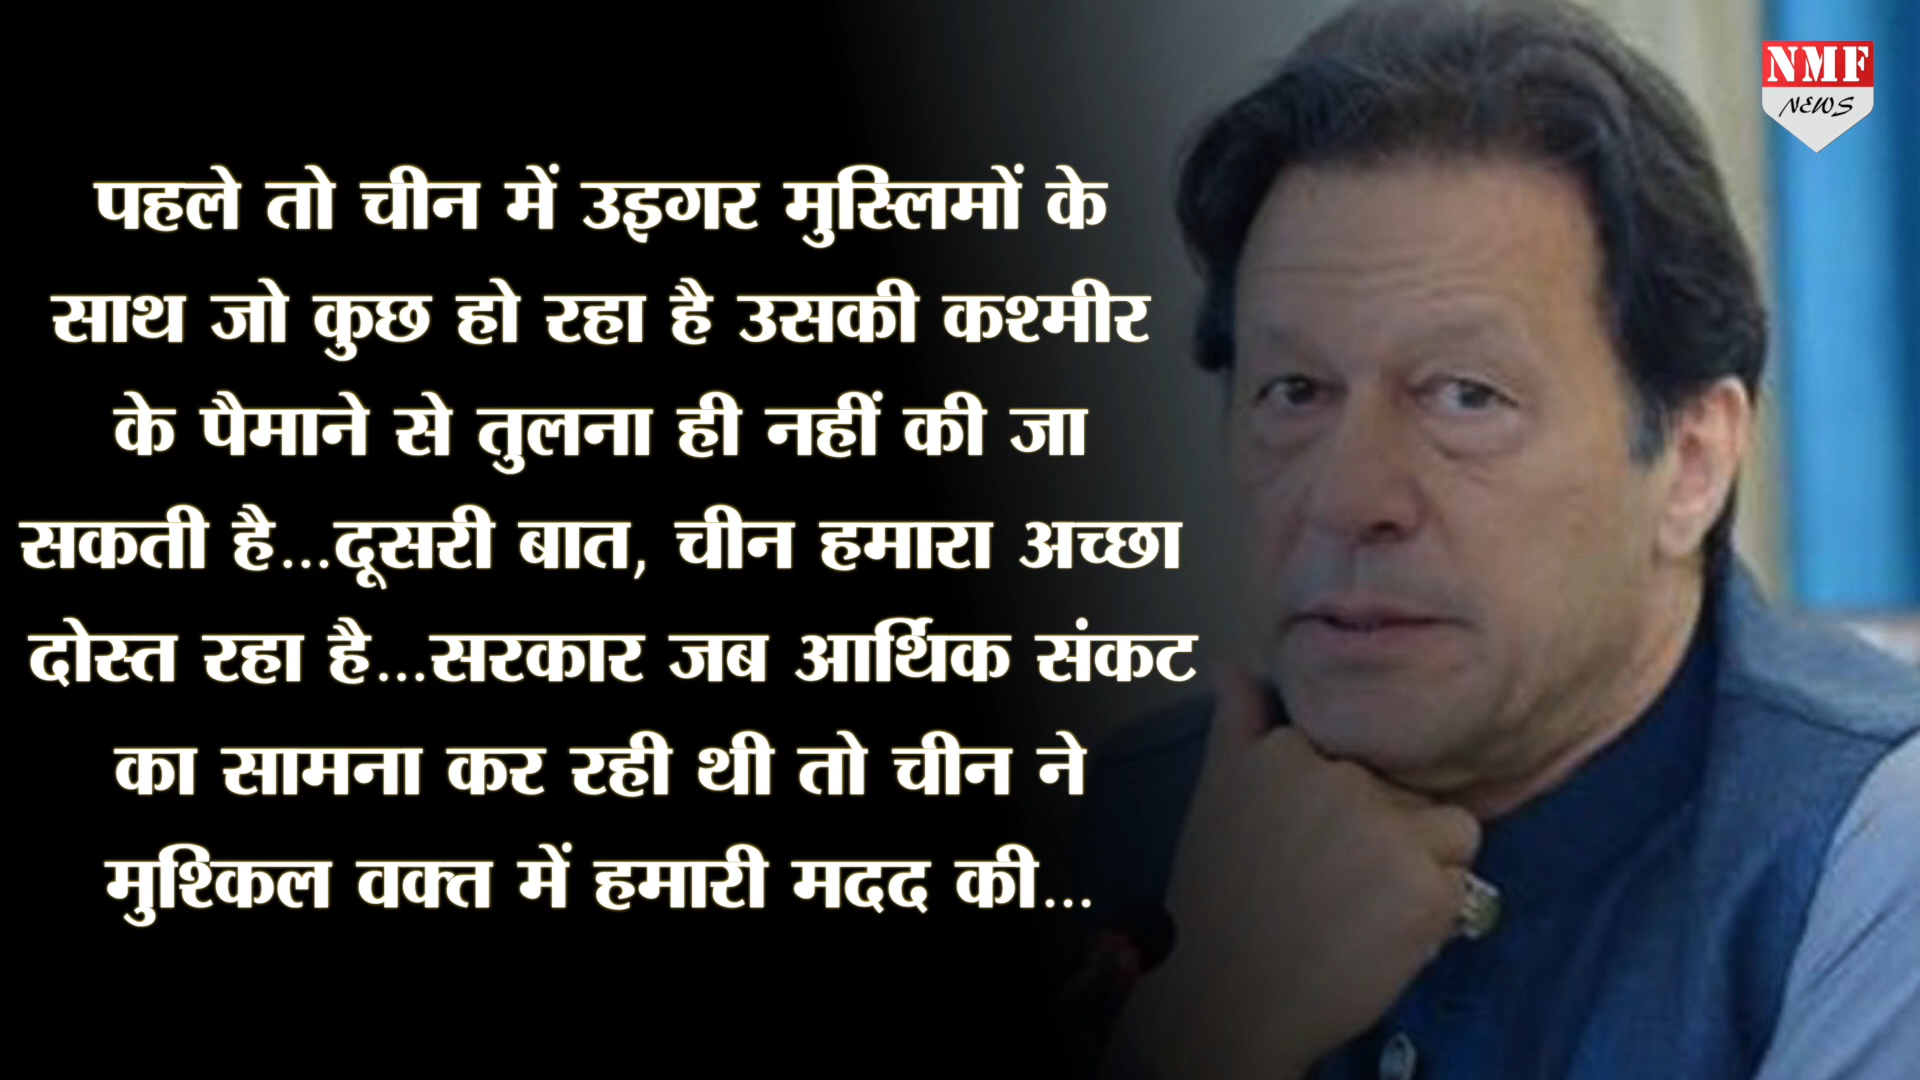 NMF
NEWS
पहले तो चीन में उइगर मुस्लिमों के
साथ जो कुछ हो रहा है उसकी कश्मीर
के पैमाने से तुलना ही नहीं की जा
सकती है...दूसरी बात, चीन हमारा अच्छा
दोस्त रहा है...सरकार जब आर्थिक संकट
का सामना कर रही थी तो चीन ने
मुश्किल वक्त में हमारी मदद की...